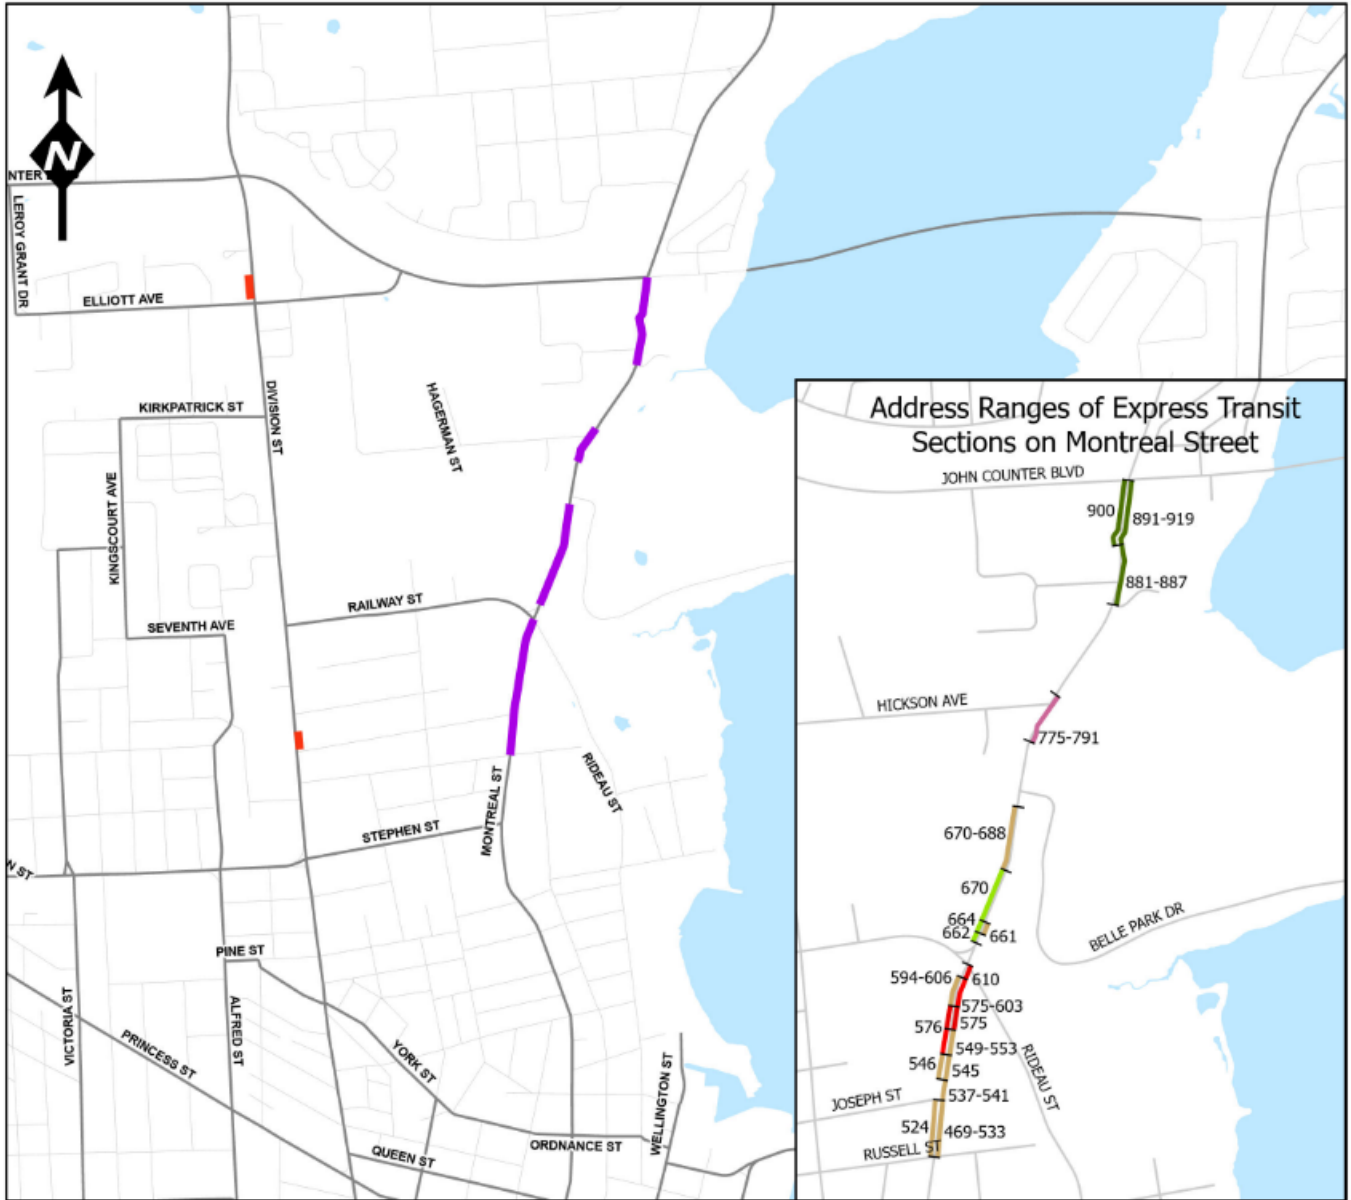 N
LEROY GRANT DR
ELLIOTT AVE
KIRKPATRICK ST
DIVISION ST
HAGERMAN ST
KINGSCOURT AVE
SEVENTH AVE
RAILWAY ST
RIDEAU ST
MONTREAL ST
STEPHEN ST
N ST
PINE ST
VICTORIA ST
ALFRED ST
PRINCESS ST
YORK ST
WELLINGTON ST
ORDNANCE ST
QUEEN ST
Address Ranges of Express Transit
Sections on Montreal Street
JOHN COUNTER BLVD
900
891-919
881-887
HICKSON AVE
775-791
670-688
670
664
662
661
BELLE PARK DR
594-606
610
575-603
576
575
549-553
546
545
RIDEAU ST
537-541
JOSEPH ST
524
469-533
RUSSELL ST